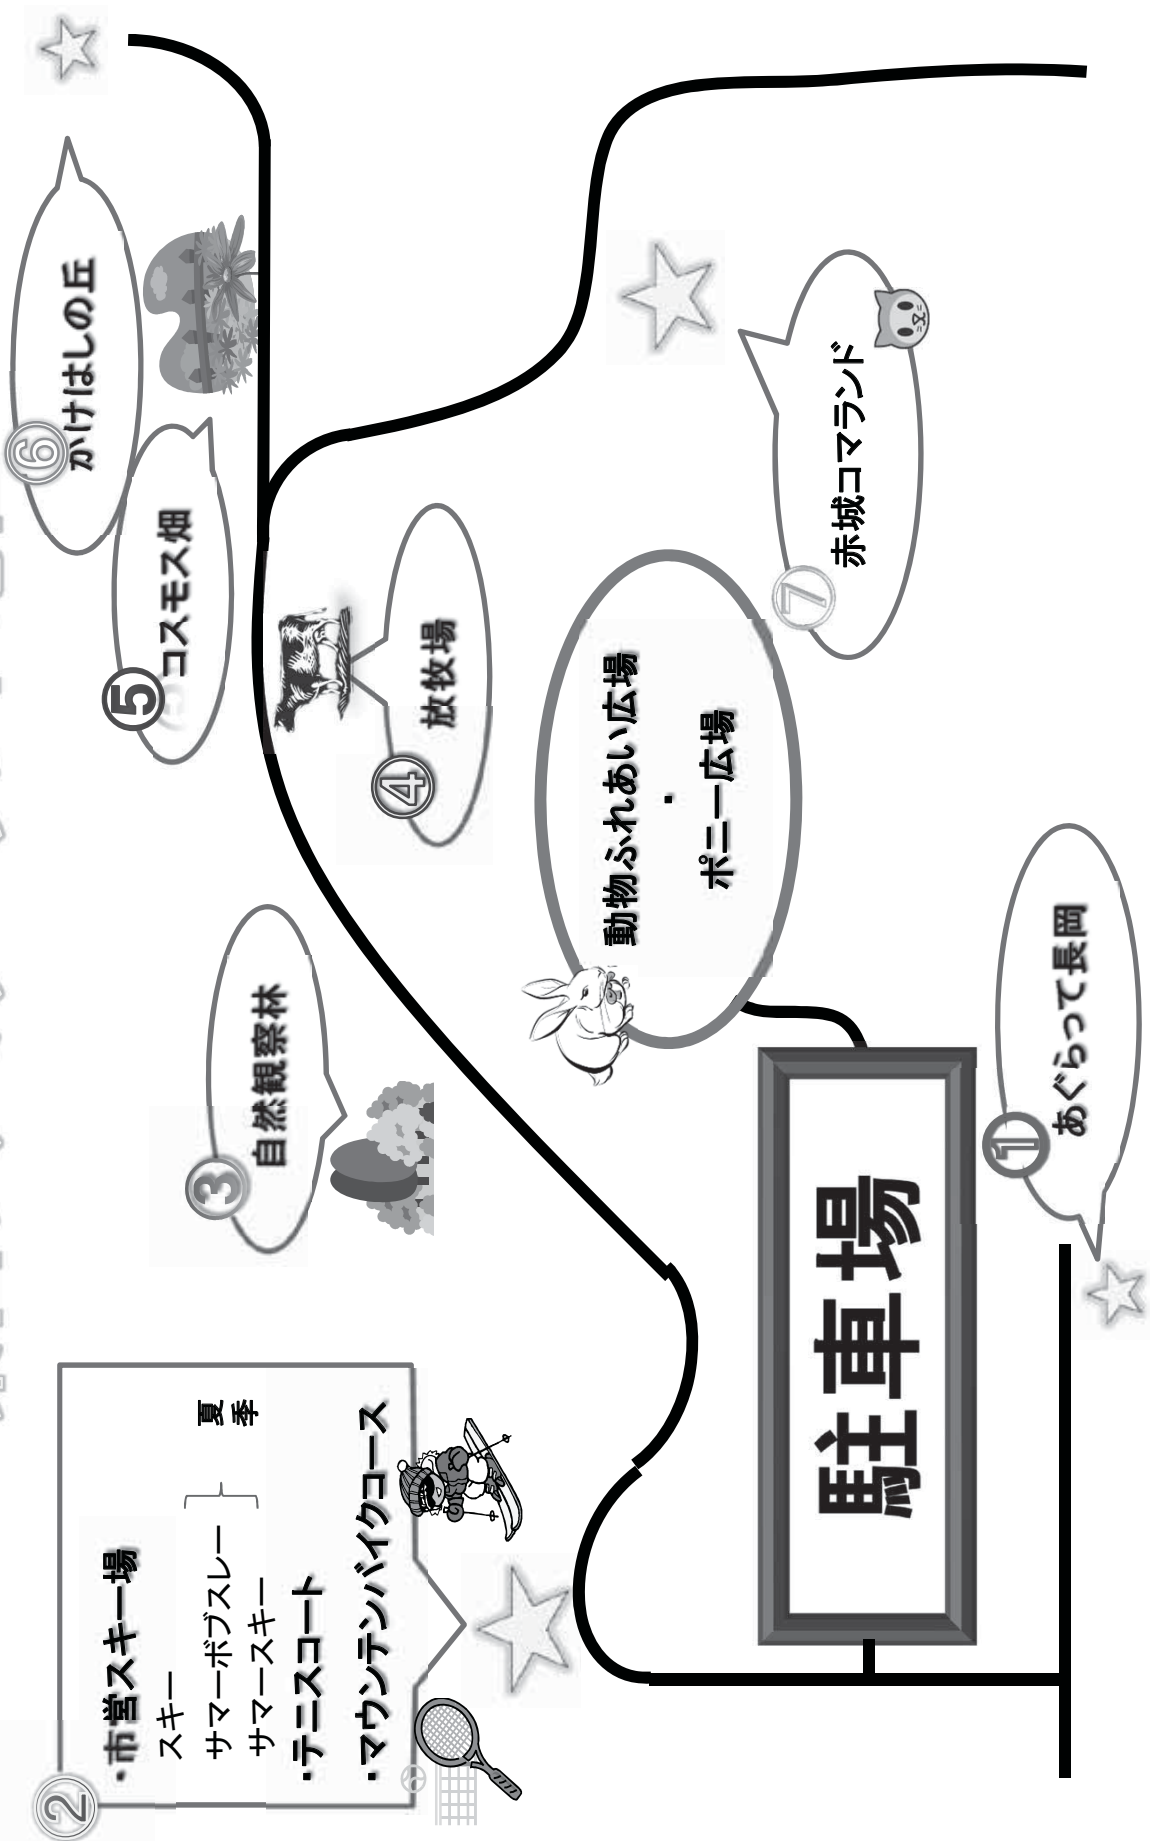 ②
・市営スキー場
スキー
サマーボブスレー
サマースキー
夏
季
・テニスコート
・マウンテンバイクコース
③
自然観察林
⑤
コスモス畑
⑥
かけはしの丘
④
放牧場
動物ふれあい広場
・
ポニー広場
⑦
赤城コマランド
駐車場
①
あぐらって長岡